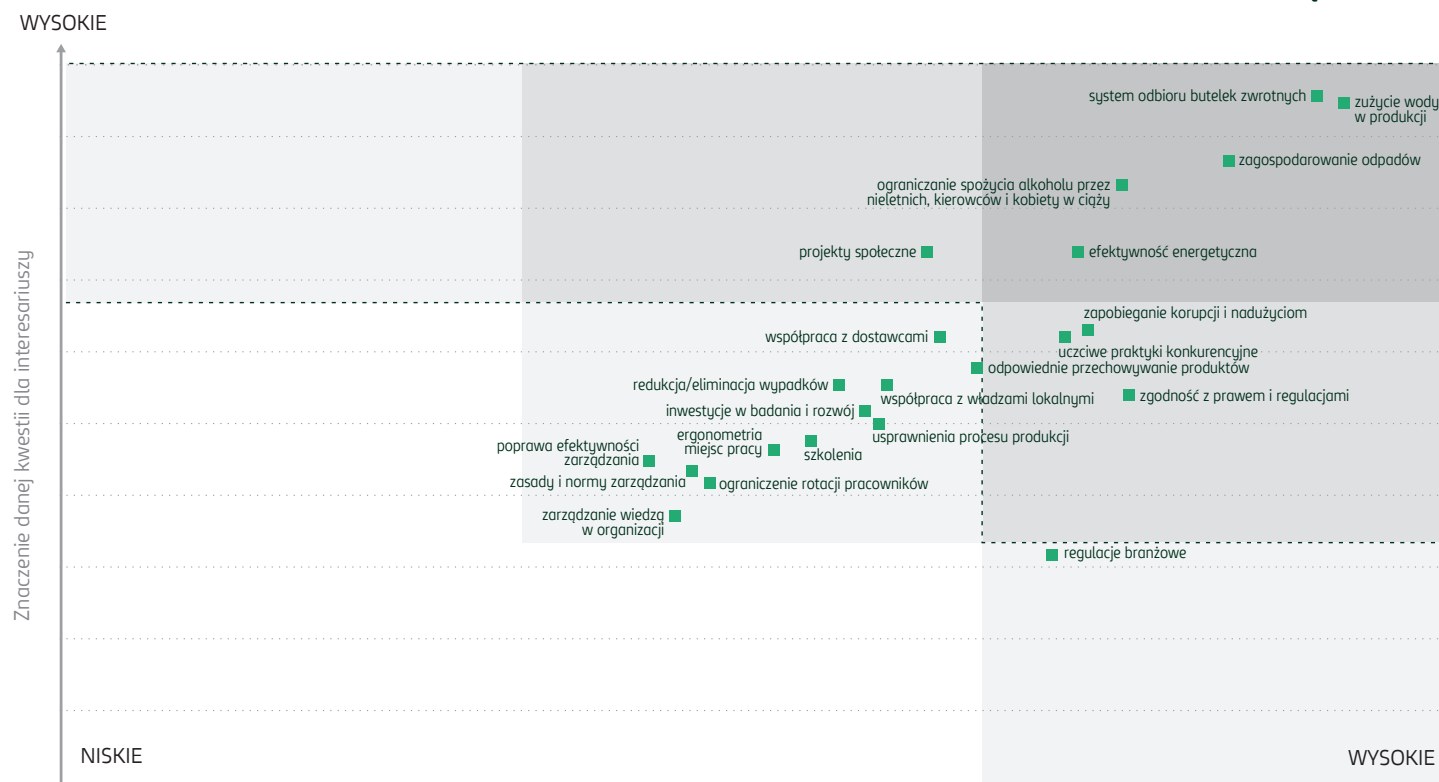 WYSOKIE
system odbioru butelek zwrotnych
zużycie wody
w produkcji
zagospodarowanie odpadów
ograniczanie spożycia alkoholu przez
nieletnich, kierowców i kobiety w ciąży
projekty społeczne
efektywność energetyczna
zapobieganie korupcji i nadużyciom
współpraca z dostawcami
uczciwe praktyki konkurencyjne
odpowiednie przechowywanie produktów
redukcja/eliminacja wypadków
współpraca z władzami lokalnymi
zgodność z prawem i regulacjami
inwestycje w badania i rozwój
usprawnienia procesu produkcji
ergonometria
miejsc pracy
szkolenia
poprawa efektywności
zarządzania
zasady i normy zarządzania
ograniczenie rotacji pracowników
zarządzanie wiedzą
w organizacji
regulacje branżowe
Znaczenie danej kwestii dla interesariuszy
NISKIE
WYSOKIE